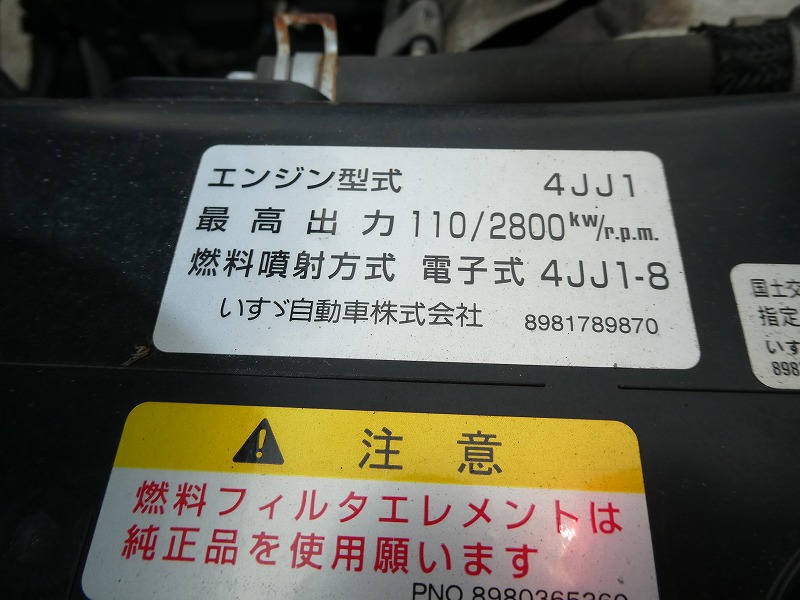 エンジン型式 4JJ1
最高出力 110/2800kw/r.p.m.
燃料噴射方式 電子式 4JJ1-8
いすゞ自動車株式会社 8981789870
国土交
指定
いす
898
注意
燃料フィルタエレメントは
純正品を使用願います
PNO 8980365260